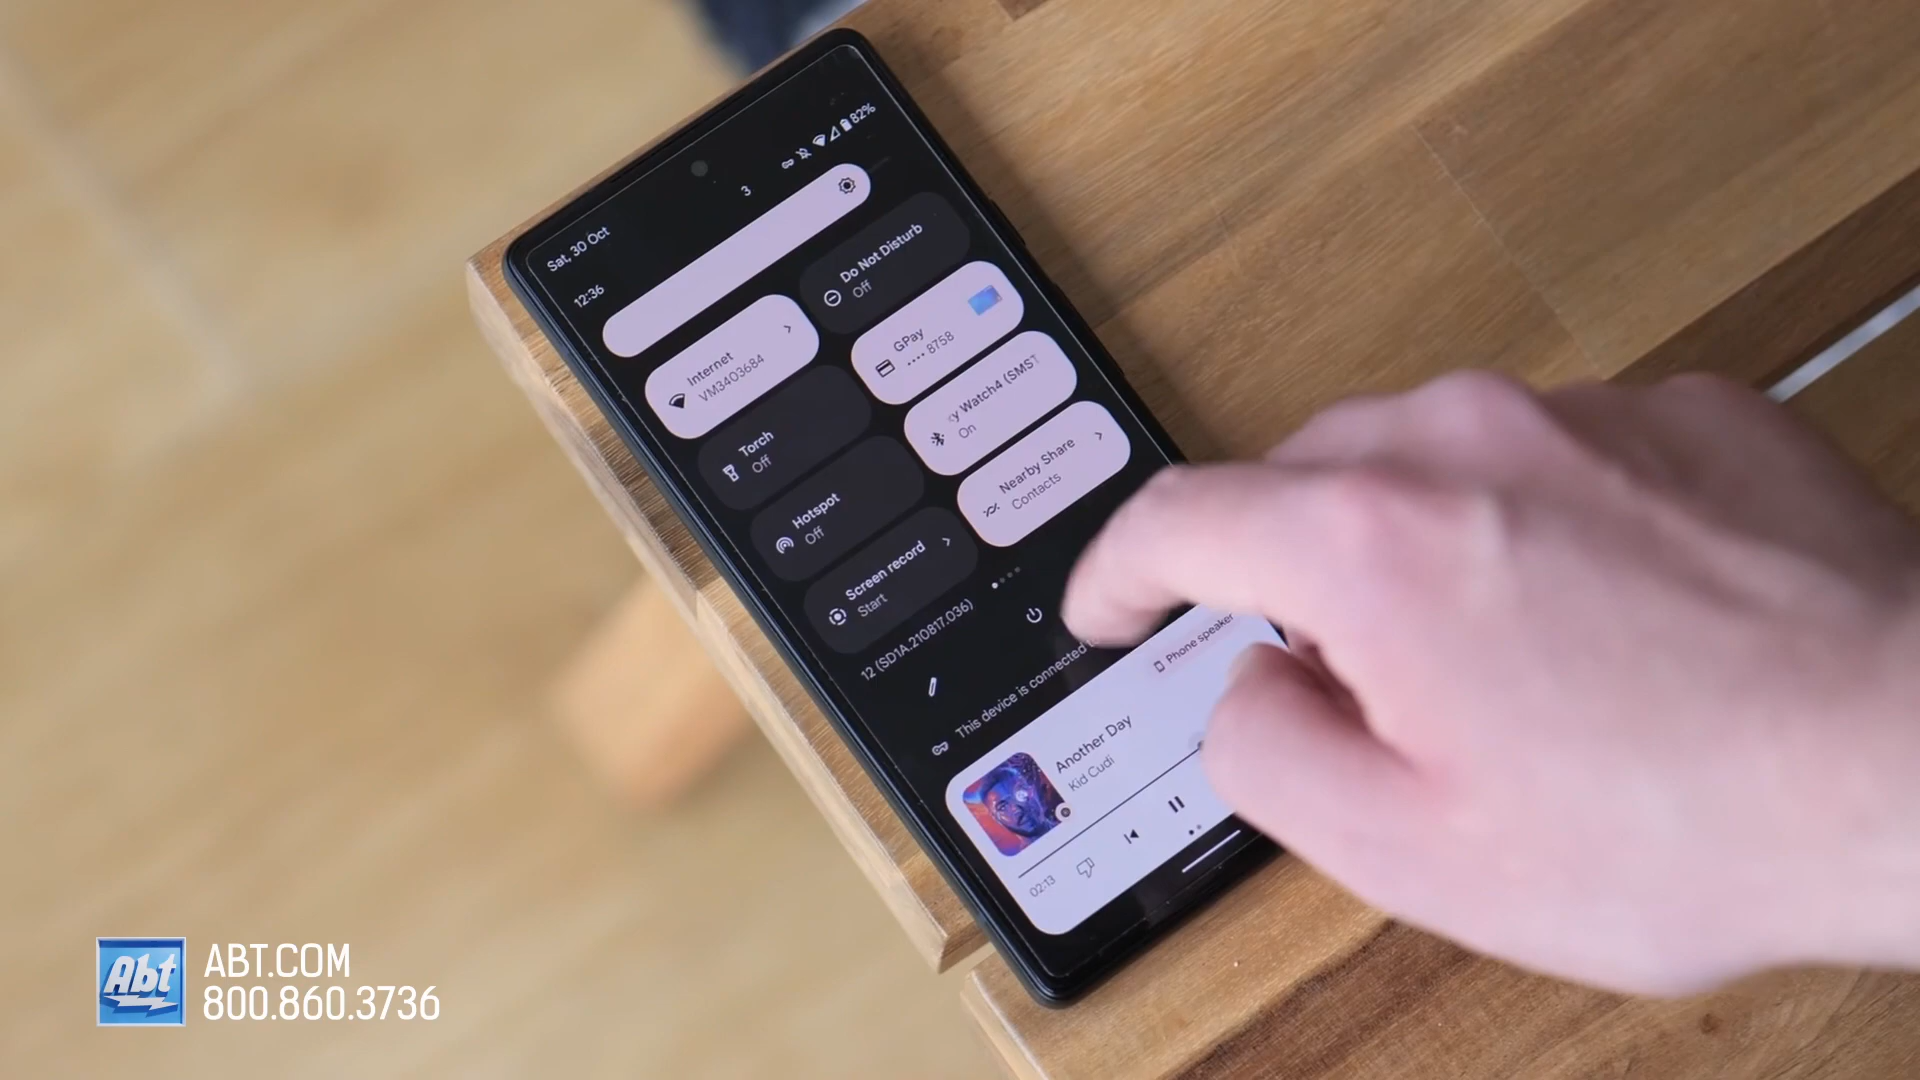 82%
3
Sat, 30 Oct
12:36
Internet
VM3403684
Do Not Disturb
Off
Torch
Off
GPay
•••• 8758
Hotspot
Off
y Watch4 (SMS
On
Screen record
Start
Nearby Share
Contacts
12 (SD1A.210817.036)
This device is connected
Phone speaker
Another Day
Kid Cudi
02:13
Abt
ABT.COM
800.860.3736